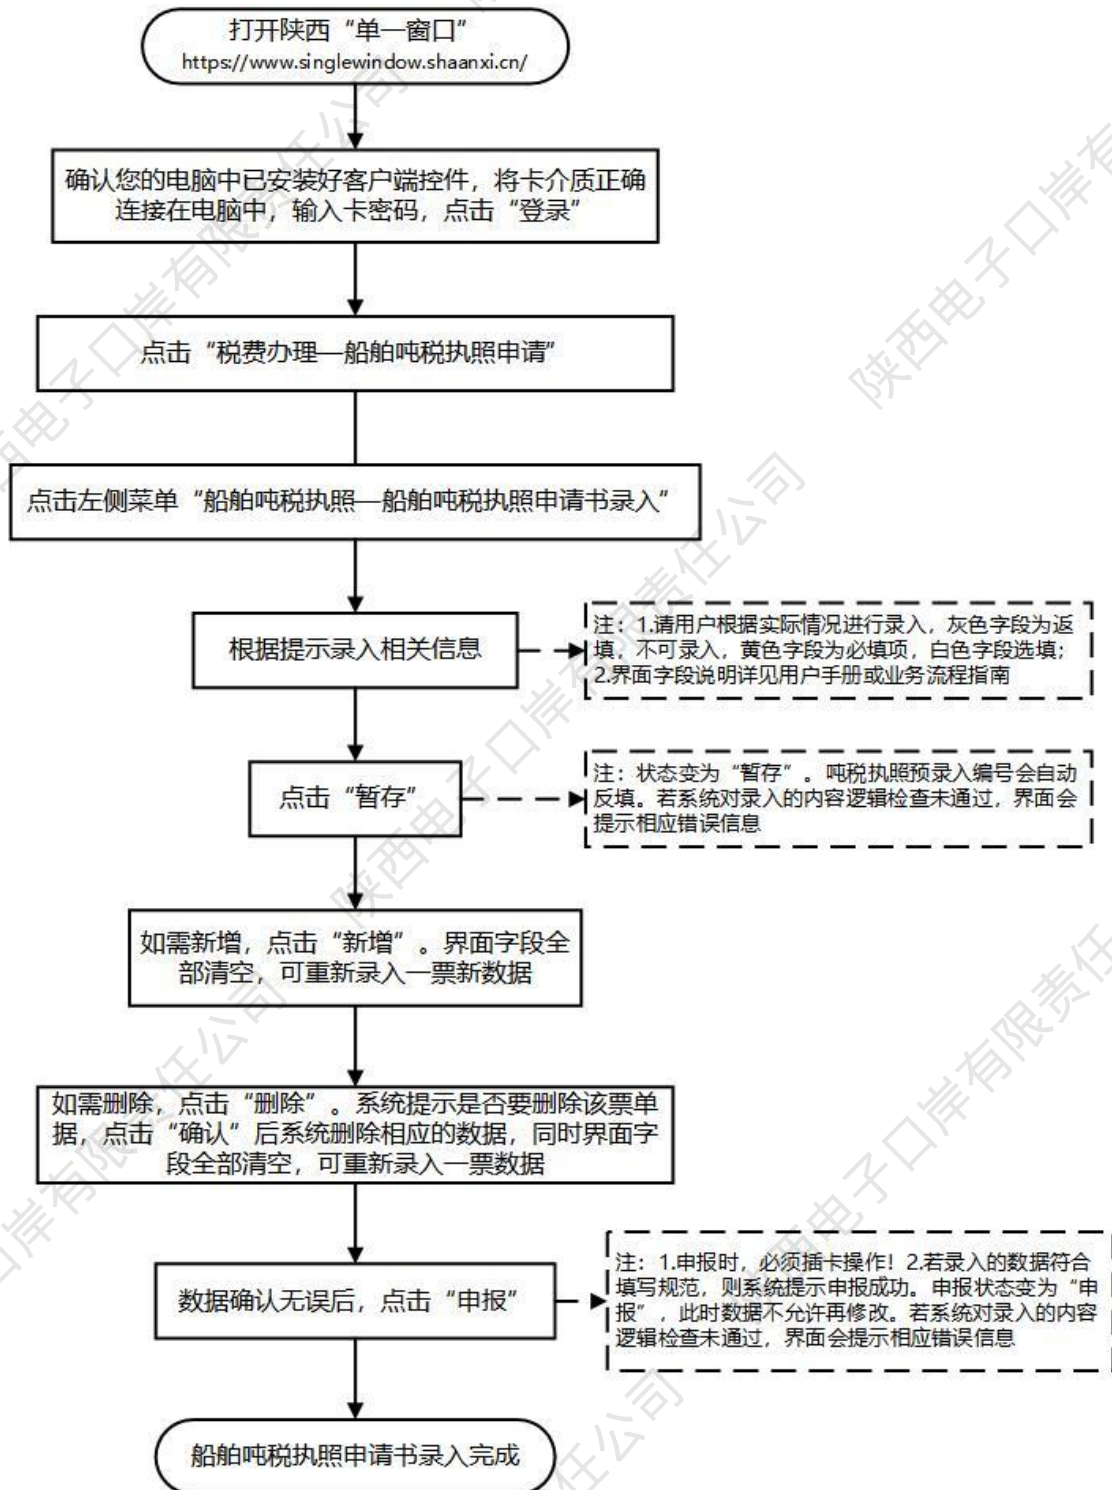 打开陕西“单一窗口”
https://www.singlewindow.shaanxi.cn/
确认您的电脑中已安装好客户端控件，将卡介质正确
连接在电脑中，输入卡密码，点击“登录”
点击“税费办理—船舶吨税执照申请”
点击左侧菜单“船舶吨税执照—船舶吨税执照申请书录入”
根据提示录入相关信息
注：1.请用户根据实际情况进行录入，灰色字段为返
填，不可录入，黄色字段为必填项，白色字段选填；
2.界面字段说明详见用户手册或业务流程指南
点击“暂存”
注：状态变为“暂存”。吨税执照预录入编号会自动
反填。若系统对录入的内容逻辑检查未通过，界面会
提示相应错误信息
如需新增，点击“新增”。界面字段全
部清空，可重新录入一票新数据
如需删除，点击“删除”。系统提示是否要删除该票单
据，点击“确认”后系统删除相应的数据，同时界面字
段全部清空，可重新录入一票数据
数据确认无误后，点击“申报”
注：1.申报时，必须插卡操作！2.若录入的数据符合
填写规范，则系统提示申报成功。申报状态变为“申
报”，此时数据不允许再修改。若系统对录入的内容
逻辑检查未通过，界面会提示相应错误信息
船舶吨税执照申请书录入完成
陕西电子口岸有限责任公司